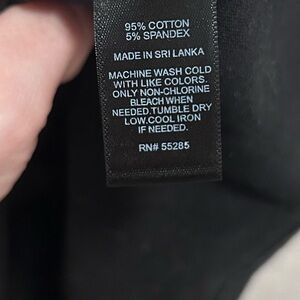 95% COTTON
5% SPANDEX
MADE IN SRI LANKA
MACHINE WASH COLD
WITH LIKE COLORS.
ONLY NON-CHLORINE
BLEACH WHEN
NEEDED.TUMBLE DRY
LOW.COOL IRON
IF NEEDED.
RN# 55285